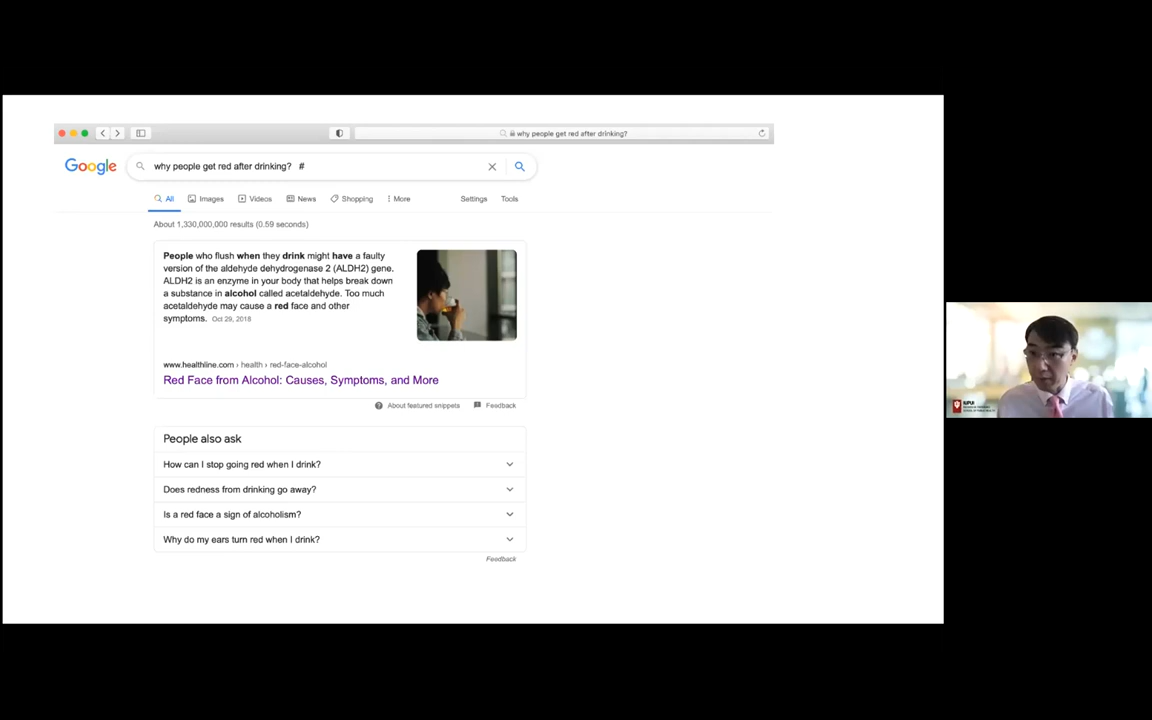 why people get red after drinking?
Google
why people get red after drinking? #
All Images Videos News Shopping More Settings Tools
About 1,330,000,000 results (0.59 seconds)
People who flush when they drink might have a faulty
version of the aldehyde dehydrogenase 2 (ALDH2) gene.
ALDH2 is an enzyme in your body that helps break down
a substance in alcohol called acetaldehyde. Too much
acetaldehyde may cause a red face and other
symptoms. Oct 29, 2018
www.healthline.com › health › red-face-alcohol
Red Face from Alcohol: Causes, Symptoms, and More
About featured snippets Feedback
People also ask
How can I stop going red when I drink?
Does redness from drinking go away?
Is a red face a sign of alcoholism?
Why do my ears turn red when I drink?
Feedback
IUPUI